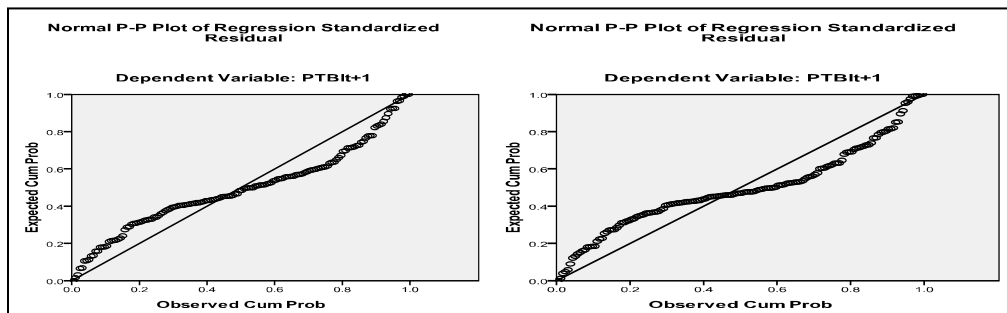 Normal P-P Plot of Regression Standardized
Residual
Dependent Variable: PTBIt+1
1.0
0.8
0.6
0.4
0.2
0.0
Expected Cum Prob
0.0 0.2 0.4 0.6 0.8 1.0
Observed Cum Prob
Normal P-P Plot of Regression Standardized
Residual
Dependent Variable: PTBIt+1
1.0
0.8
0.6
0.4
0.2
0.0
Expected Cum Prob
0.0 0.2 0.4 0.6 0.8 1.0
Observed Cum Prob